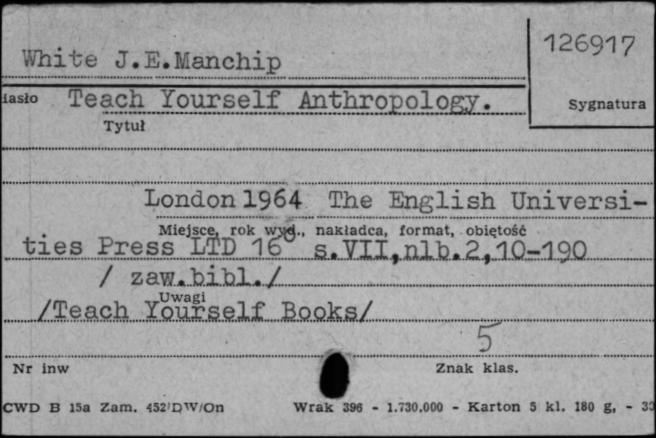 126917
White J.E.Manchip
iasło Teach Yourself Anthropology. Sygnatura
Tytuł
London 1964 The English Universi-
Miejsce, rok wyd., nakładca, format, objętość
ties Press LTD 16⁰ s.VII,nlb.2,10-190
/ zaw.bibl./
Uwagi
/Teach Yourself Books/
5
Nr inw Znak klas.
CWD B 15a Zam. 452/DW/On Wrak 396 - 1.730.000 - Karton 5 kl. 180 g. - 33